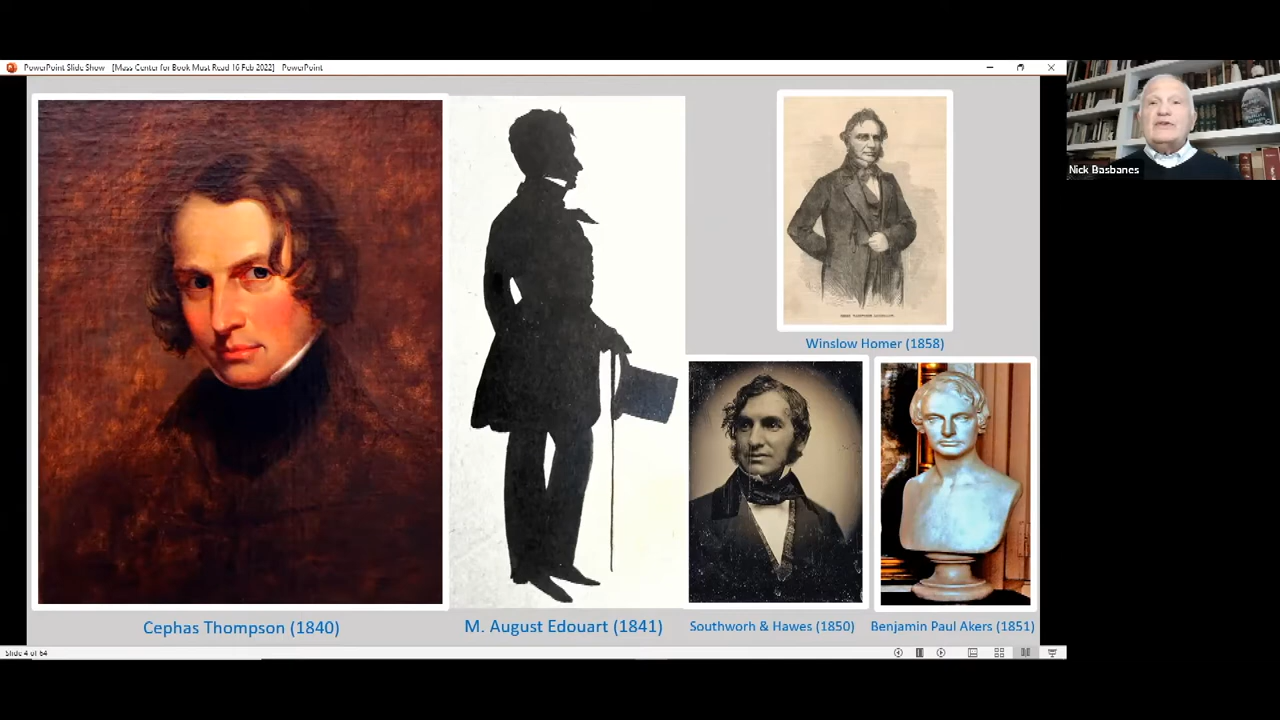 PowerPoint Slide Show - [Mass Center for Book Must Read 16 Feb 2022] - PowerPoint
Nick Basbanes
Winslow Homer (1858)
Cephas Thompson (1840)
M. August Edouart (1841)
Southworh & Hawes (1850)
Benjamin Paul Akers (1851)
Slide 4 of 64